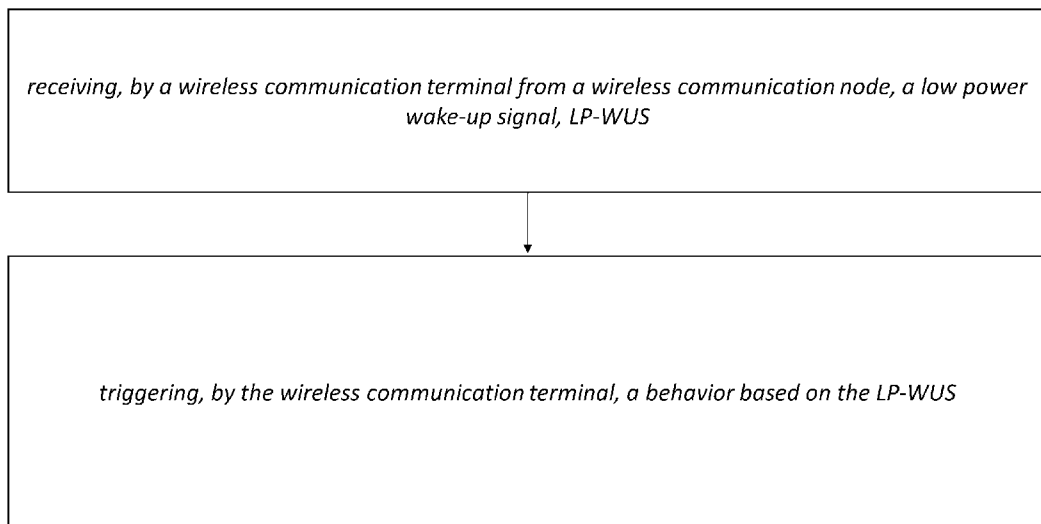 receiving, by a wireless communication terminal from a wireless communication node, a low power
wake-up signal, LP-WUS
triggering, by the wireless communication terminal, a behavior based on the LP-WUS